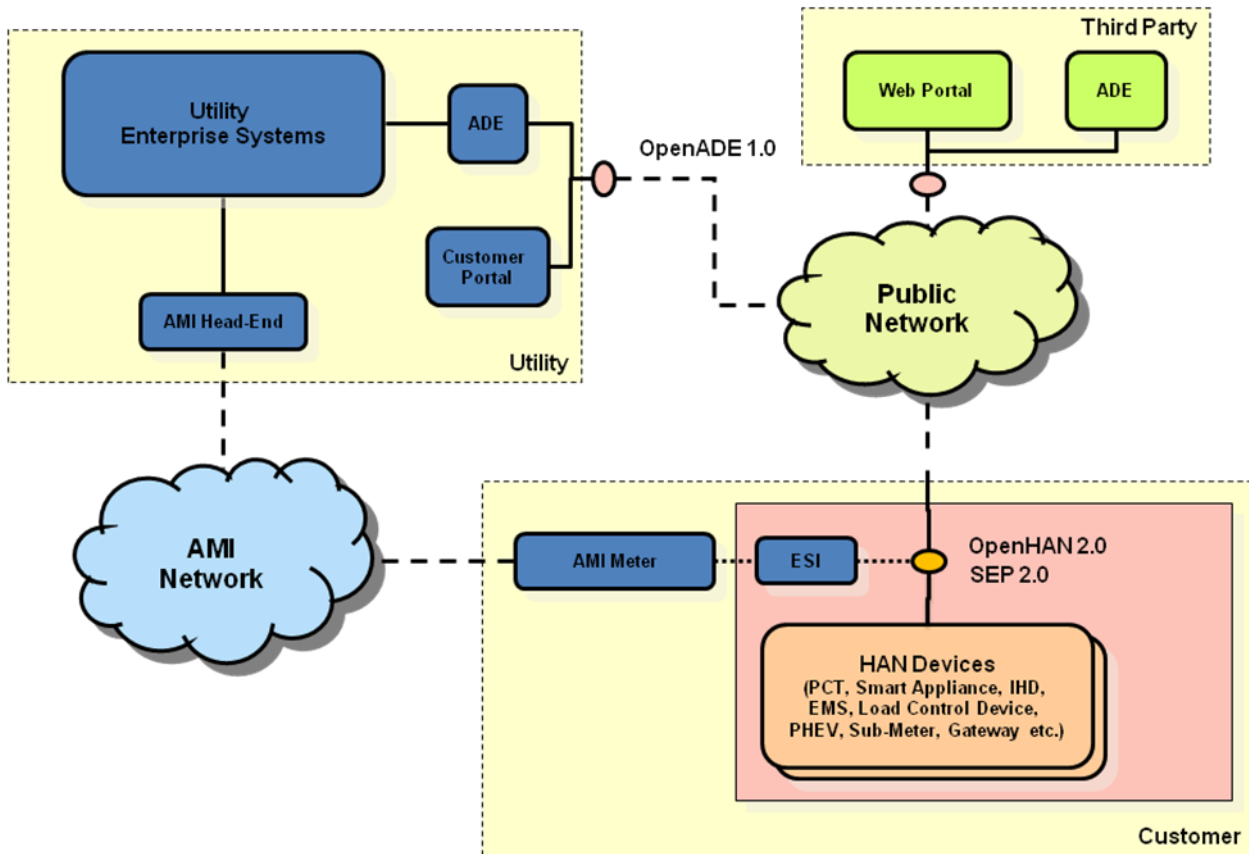 Third Party
Utility
Enterprise Systems
ADE
Web Portal
ADE
OpenADE 1.0
Customer
Portal
AMI Head-End
Utility
Public
Network
AMI
Network
AMI Meter
ESI
OpenHAN 2.0
SEP 2.0
HAN Devices
(PCT, Smart Appliance, IHD,
EMS, Load Control Device,
PHEV, Sub-Meter, Gateway etc.)
Customer